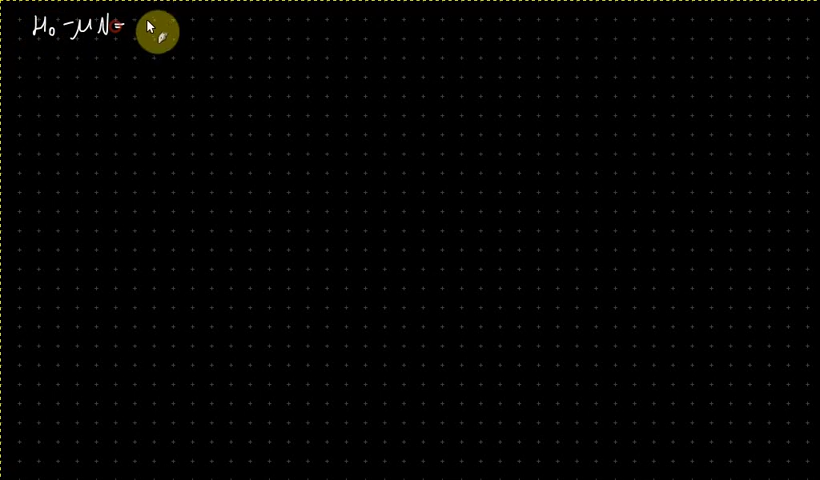 H₀ - μN =